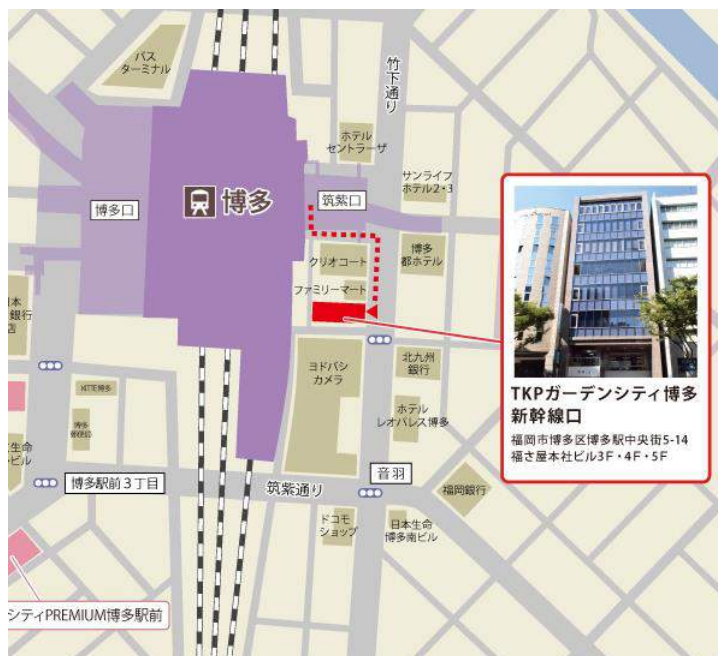 バス
ターミナル
竹下通り
ホテル
セントラーザ
サンライフ
ホテル2・3
博多口
博多
筑紫口
クリオコート
博多
都ホテル
ファミリーマート
本
銀行
店
ヨドバシ
カメラ
北九州
銀行
KITTE博多
博多
郵便局
ホテル
レオパレス博多
生命
ビル
博多駅前3丁目
筑紫通り
音羽
福岡銀行
ドコモ
ショップ
日本生命
博多南ビル
シティPREMIUM博多駅前
TKPガーデンシティ博多
新幹線口
福岡市博多区博多駅中央街5-14
福さ屋本社ビル3F・4F・5F